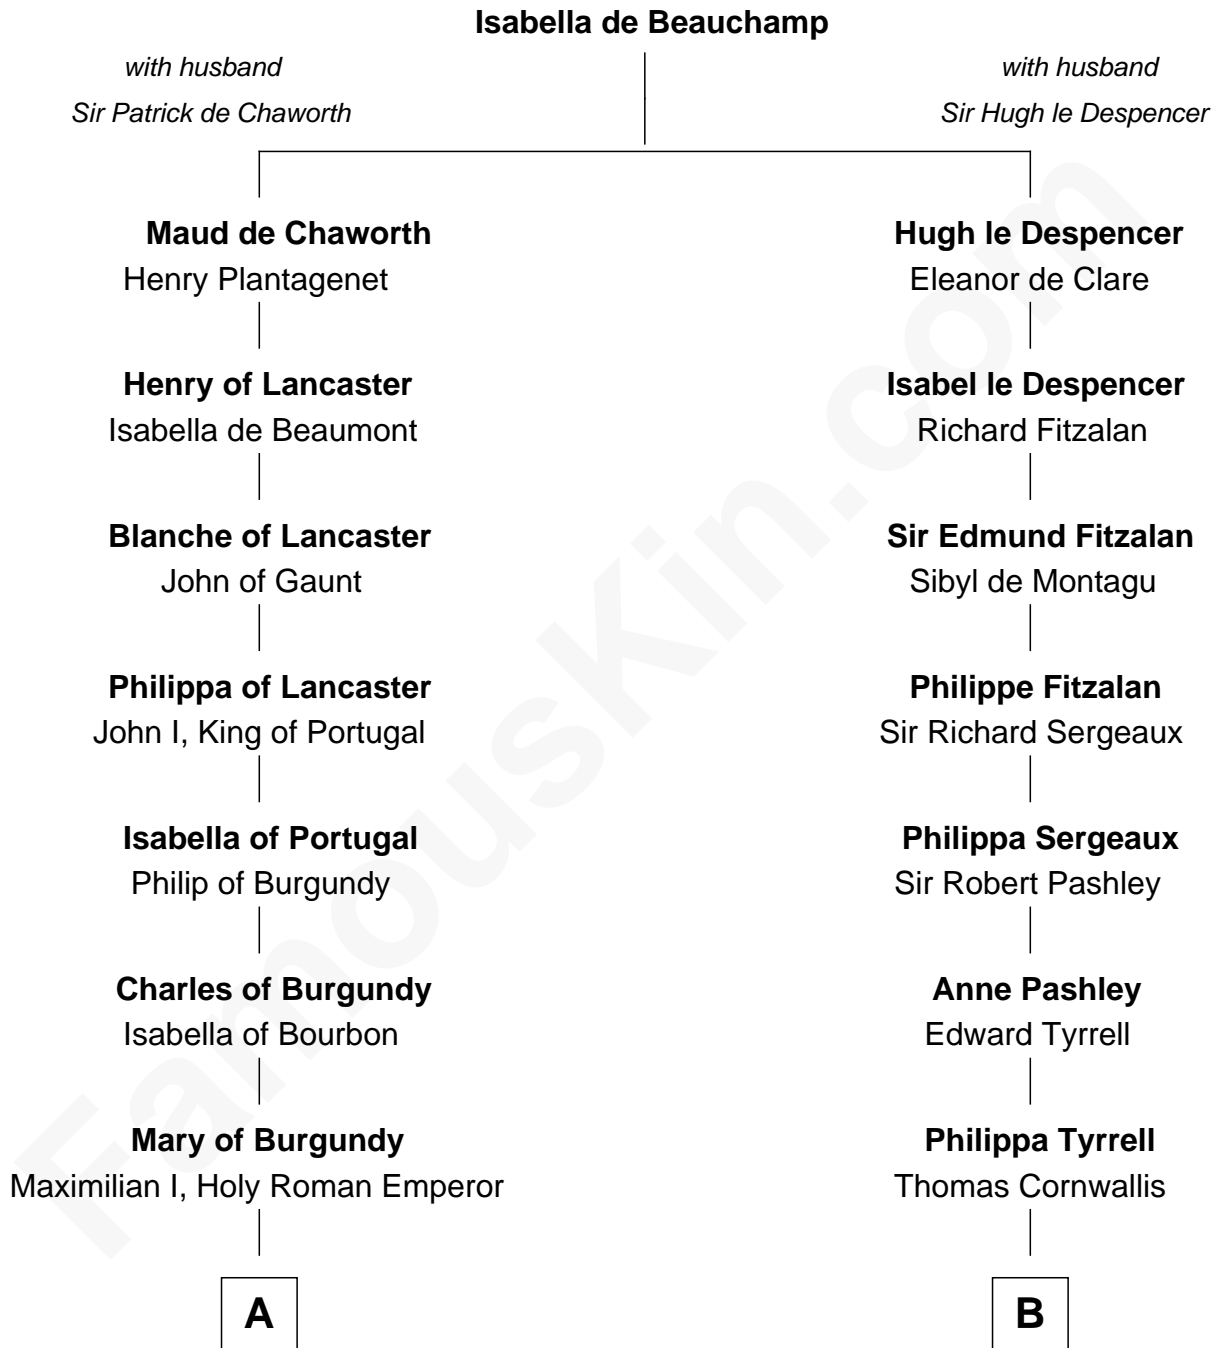 Isabella de Beauchamp
with husband
Sir Patrick de Chaworth
with husband
Sir Hugh le Despencer
Maud de Chaworth
Henry Plantagenet
Hugh le Despencer
Eleanor de Clare
Henry of Lancaster
Isabella de Beaumont
Isabel le Despencer
Richard Fitzalan
Blanche of Lancaster
John of Gaunt
Sir Edmund Fitzalan
Sibyl de Montagu
Philippa of Lancaster
John I, King of Portugal
Philippe Fitzalan
Sir Richard Sergeaux
Isabella of Portugal
Philip of Burgundy
Philippa Sergeaux
Sir Robert Pashley
Charles of Burgundy
Isabella of Bourbon
Anne Pashley
Edward Tyrrell
Mary of Burgundy
Maximilian I, Holy Roman Emperor
Philippa Tyrrell
Thomas Cornwallis
A
B
FamousKin.com